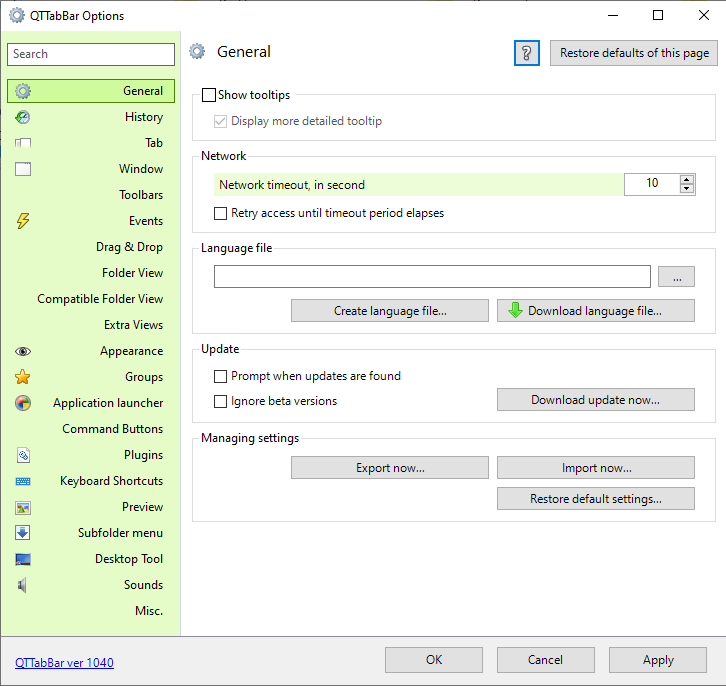 QTTabBar Options
Search
General
History
Tab
Window
Toolbars
Events
Drag & Drop
Folder View
Compatible Folder View
Extra Views
Appearance
Groups
Application launcher
Command Buttons
Plugins
Keyboard Shortcuts
Preview
Subfolder menu
Desktop Tool
Sounds
Misc.
General
?
Restore defaults of this page
Show tooltips
Display more detailed tooltip
Network
Network timeout, in second
10
Retry access until timeout period elapses
Language file
...
Create language file...
Download language file...
Update
Prompt when updates are found
Ignore beta versions
Download update now...
Managing settings
Export now...
Import now...
Restore default settings...
QTTabBar ver 1040
OK
Cancel
Apply